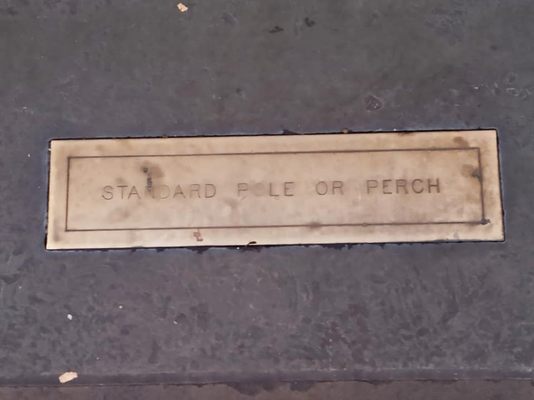 STANDARD POLE OR PERCH